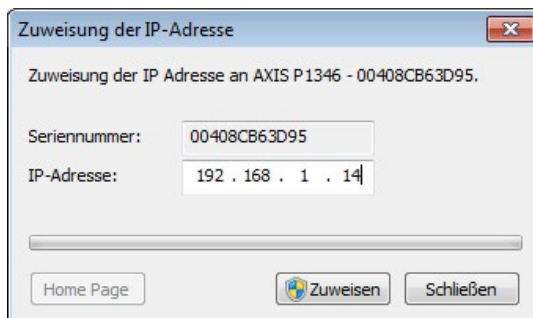 Zuweisung der IP-Adresse
Zuweisung der IP Adresse an AXIS P1346 - 00408CB63D95.
Seriennummer: 00408CB63D95
IP-Adresse: 192 . 168 . 1 . 14
Home Page Zuweisen Schließen